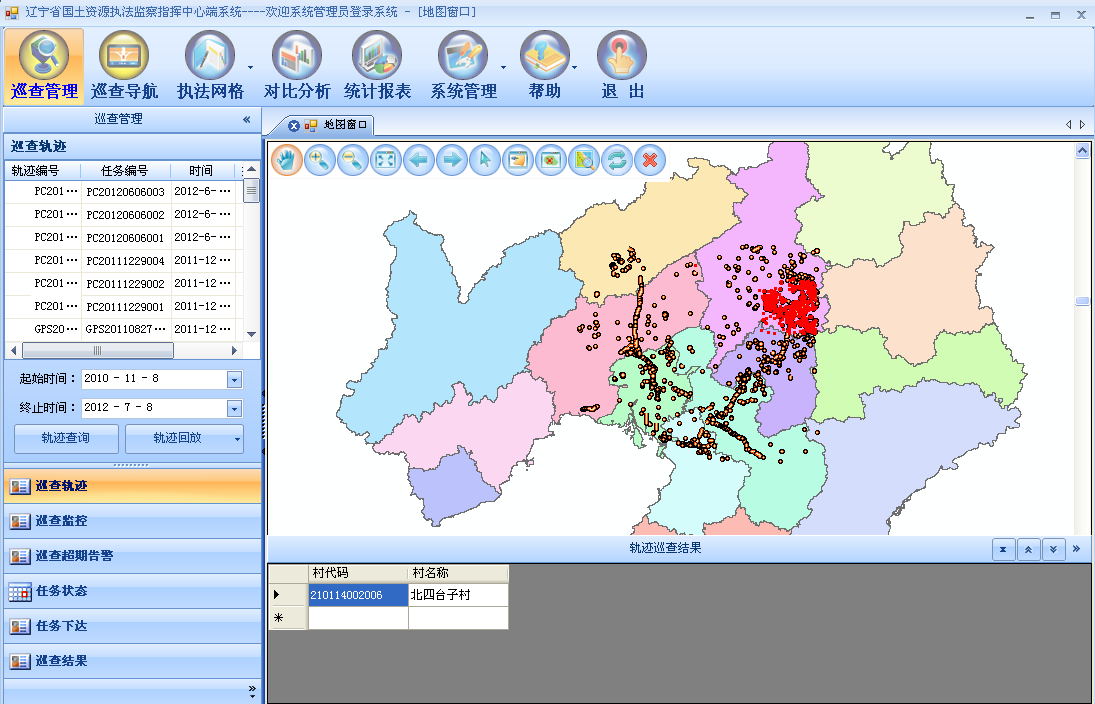 辽宁省国土资源执法监察指挥中心端系统----欢迎系统管理员登录系统 - [地图窗口]
巡查管理 巡查导航 执法网格 对比分析 统计报表 系统管理 帮助 退 出
巡查管理 «
地图窗口
巡查轨迹
轨迹编号 任务编号 时间
PC201 ··· PC20120606003 2012-6- ···
PC201 ··· PC20120606002 2012-6- ···
PC201 ··· PC20120606001 2012-6- ···
PC201 ··· PC20111229004 2011-12 ···
PC201 ··· PC20111229002 2011-12 ···
PC201 ··· PC20111229001 2011-12 ···
GPS20 ··· GPS20110827 ··· 2011-12 ···
起始时间： 2010 - 11 - 8
终止时间： 2012 - 7 - 8
轨迹查询 轨迹回放
巡查轨迹
巡查监控
巡查超期告警
任务状态
任务下达
巡查结果
»
轨迹巡查结果 »
村代码 村名称
210114002006 北四台子村